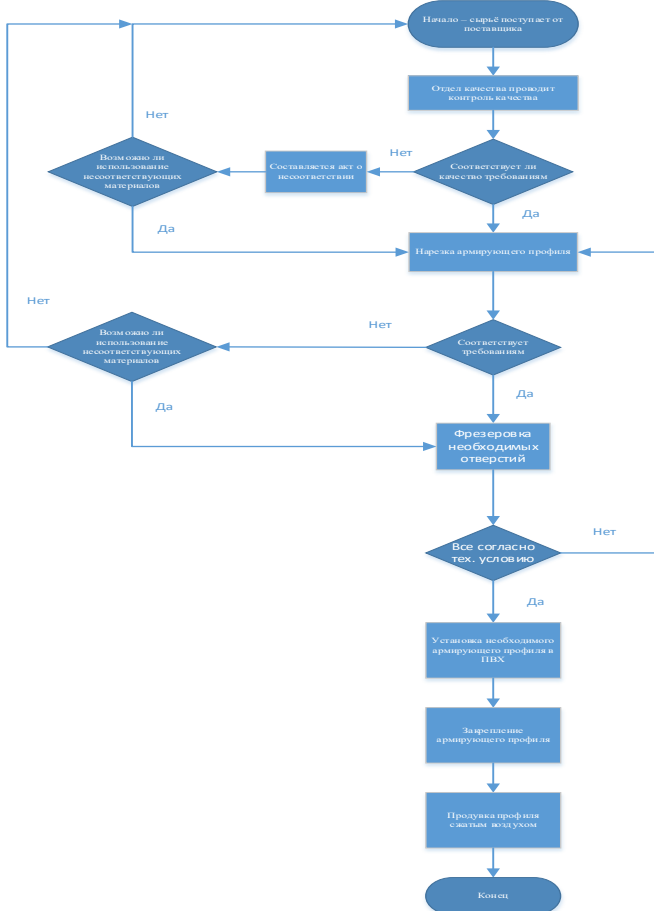 Начало – сырьё поступает от
поставщика
Отдел качества проводит
контроль качества
Нет
Нет
Возможно ли
использование
несоответствующих
материалов
Составляется акт о
несоответствии
Соответствует ли
качество требованиям
Да
Да
Нарезка армирующего профиля
Нет
Нет
Возможно ли
использование
несоответствующих
материалов
Соответствует
требованиям
Да
Да
Фрезеровка
необходимых
отверстий
Нет
Все согласно
тех. условию
Да
Установка необходимого
армирующего профиля в
ПВХ
Закрепление
армирующего профиля
Продувка профиля
сжатым воздухом
Конец